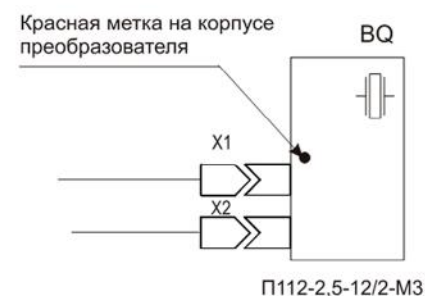 Красная метка на корпусе
преобразователя
BQ
X1
X2
П112-2,5-12/2-М3